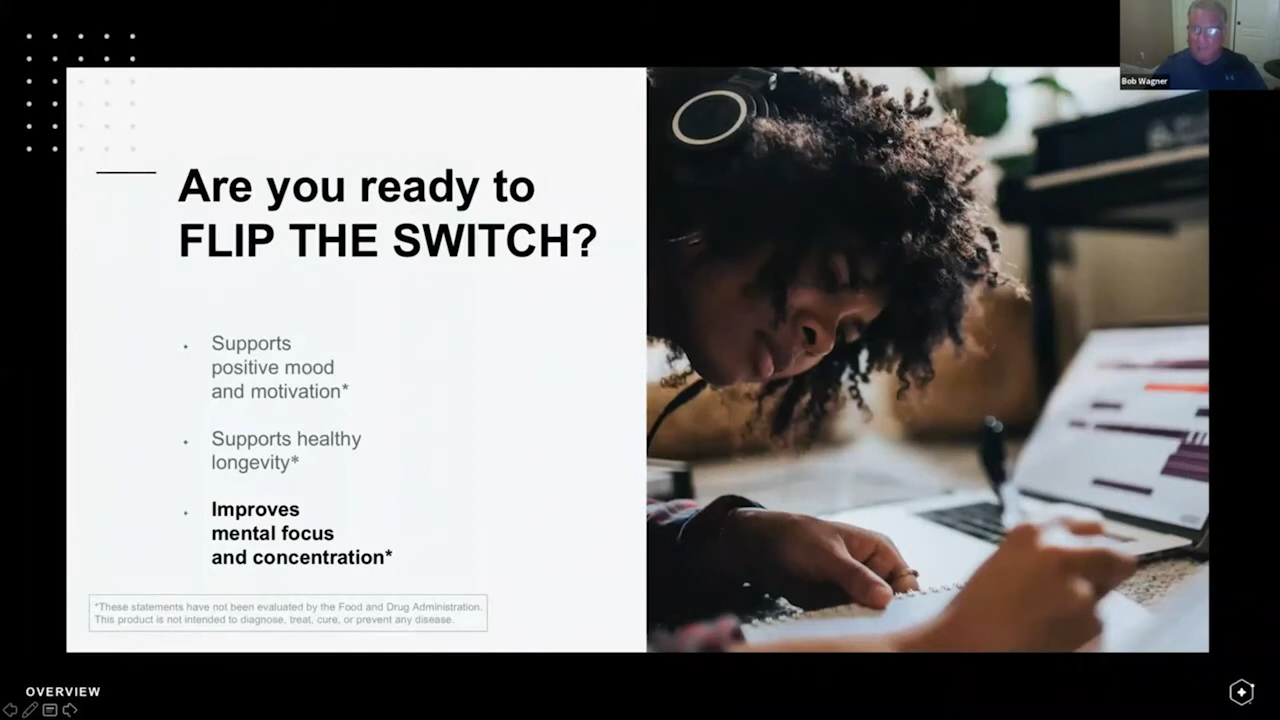 Bob Wagner
Are you ready to
FLIP THE SWITCH?
Supports
positive mood
and motivation*
Supports healthy
longevity*
Improves
mental focus
and concentration*
*These statements have not been evaluated by the Food and Drug Administration.
This product is not intended to diagnose, treat, cure, or prevent any disease.
OVERVIEW